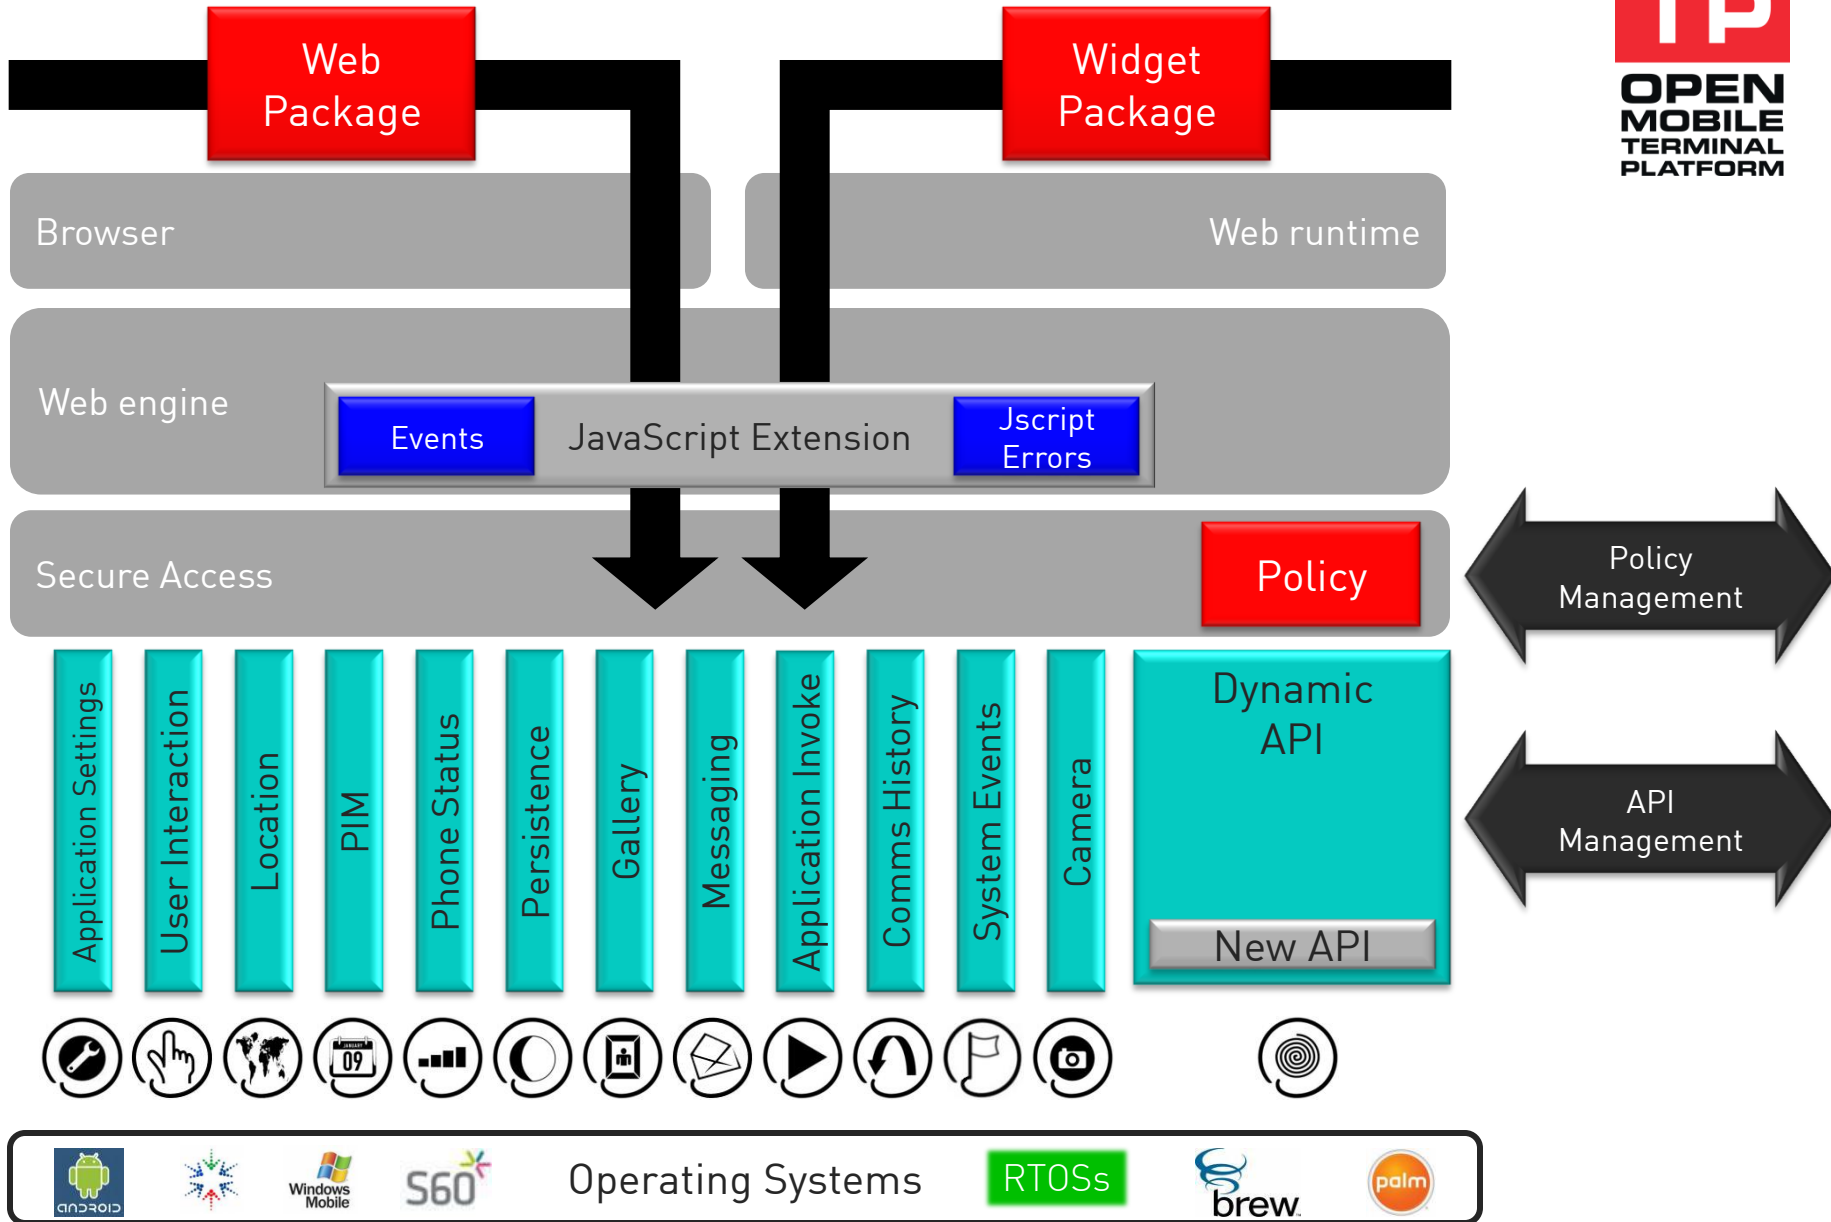 Web
Package
Widget
Package
TP
OPEN
MOBILE
TERMINAL
PLATFORM
Browser
Web runtime
Web engine
Events
JavaScript Extension
Jscript
Errors
Secure Access
Policy
Policy
Management
Application Settings
User Interaction
Location
PIM
Phone Status
Persistence
Gallery
Messaging
Application Invoke
Comms History
System Events
Camera
Dynamic
API
New API
API
Management
JANUARY
09
android
Windows
Mobile
S60
Operating Systems
RTOSs
brew
palm